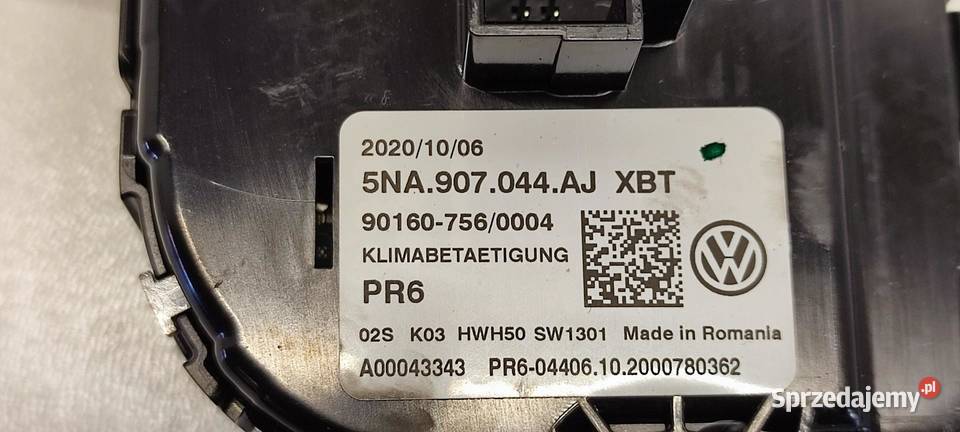 2020/10/06
5NA.907.044.AJ XBT
90160-756/0004
KLIMABETAETIGUNG
PR6
02S K03 HWH50 SW1301 Made in Romania
A00043343 PR6-04406.10.2000780362
Sprzedajemy.pl